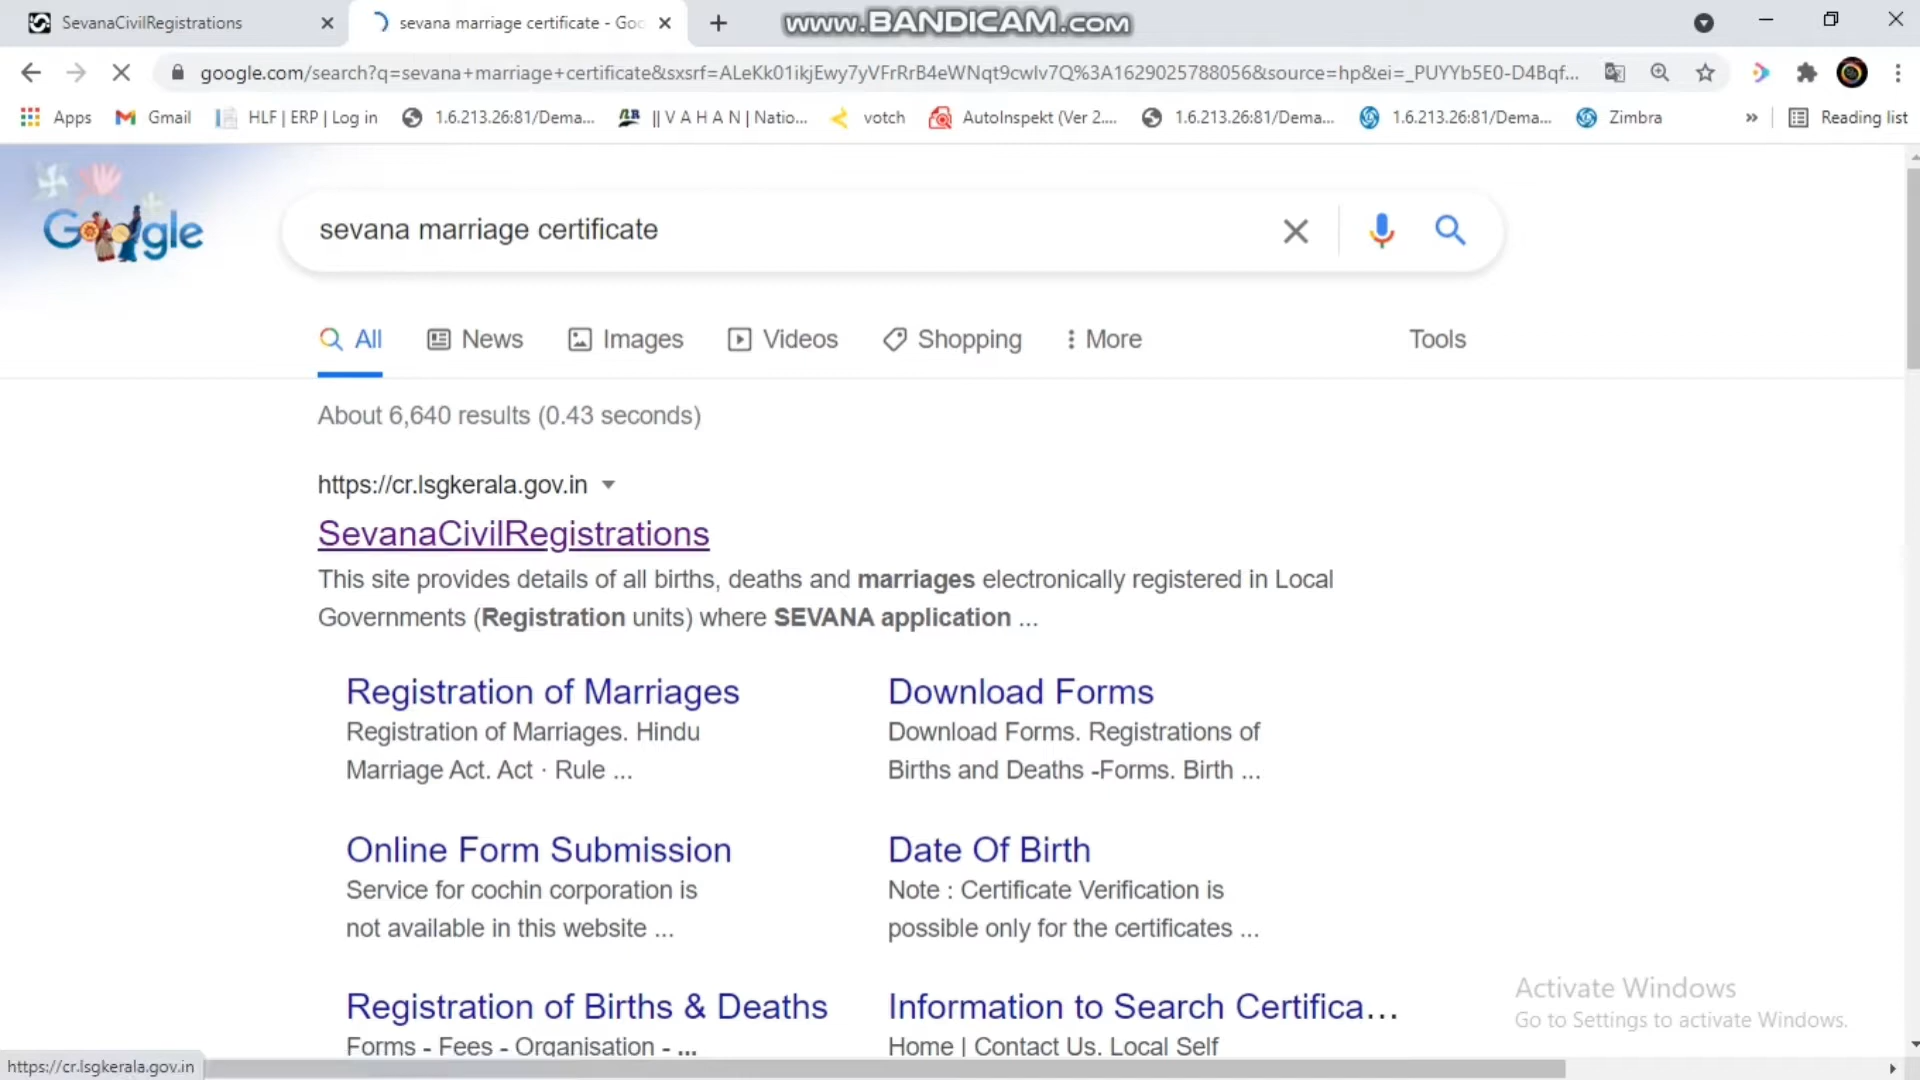 SevanaCivilRegistrations
sevana marriage certificate - Goo
www.BANDICAM.com
google.com/search?q=sevana+marriage+certificate&sxsrf=ALeKk01ikjEwy7yVFrRrB4eWNqt9cwlv7Q%3A1629025788056&source=hp&ei=_PUYYb5E0-D4Bqf...
Apps Gmail HLF | ERP | Log in 1.6.213.26:81/Dema... || V A H A N | Natio... votch AutoInspekt (Ver 2.... 1.6.213.26:81/Dema... 1.6.213.26:81/Dema... Zimbra » Reading list
Google
sevana marriage certificate
All News Images Videos Shopping More Tools
About 6,640 results (0.43 seconds)
https://cr.lsgkerala.gov.in
SevanaCivilRegistrations
This site provides details of all births, deaths and marriages electronically registered in Local
Governments (Registration units) where SEVANA application ...
Registration of Marriages
Registration of Marriages. Hindu
Marriage Act. Act · Rule ...
Download Forms
Download Forms. Registrations of
Births and Deaths -Forms. Birth ...
Online Form Submission
Service for cochin corporation is
not available in this website ...
Date Of Birth
Note : Certificate Verification is
possible only for the certificates ...
Registration of Births & Deaths
Forms - Fees - Organisation - ...
Information to Search Certifica...
Home | Contact Us. Local Self
Activate Windows
Go to Settings to activate Windows.
https://cr.lsgkerala.gov.in